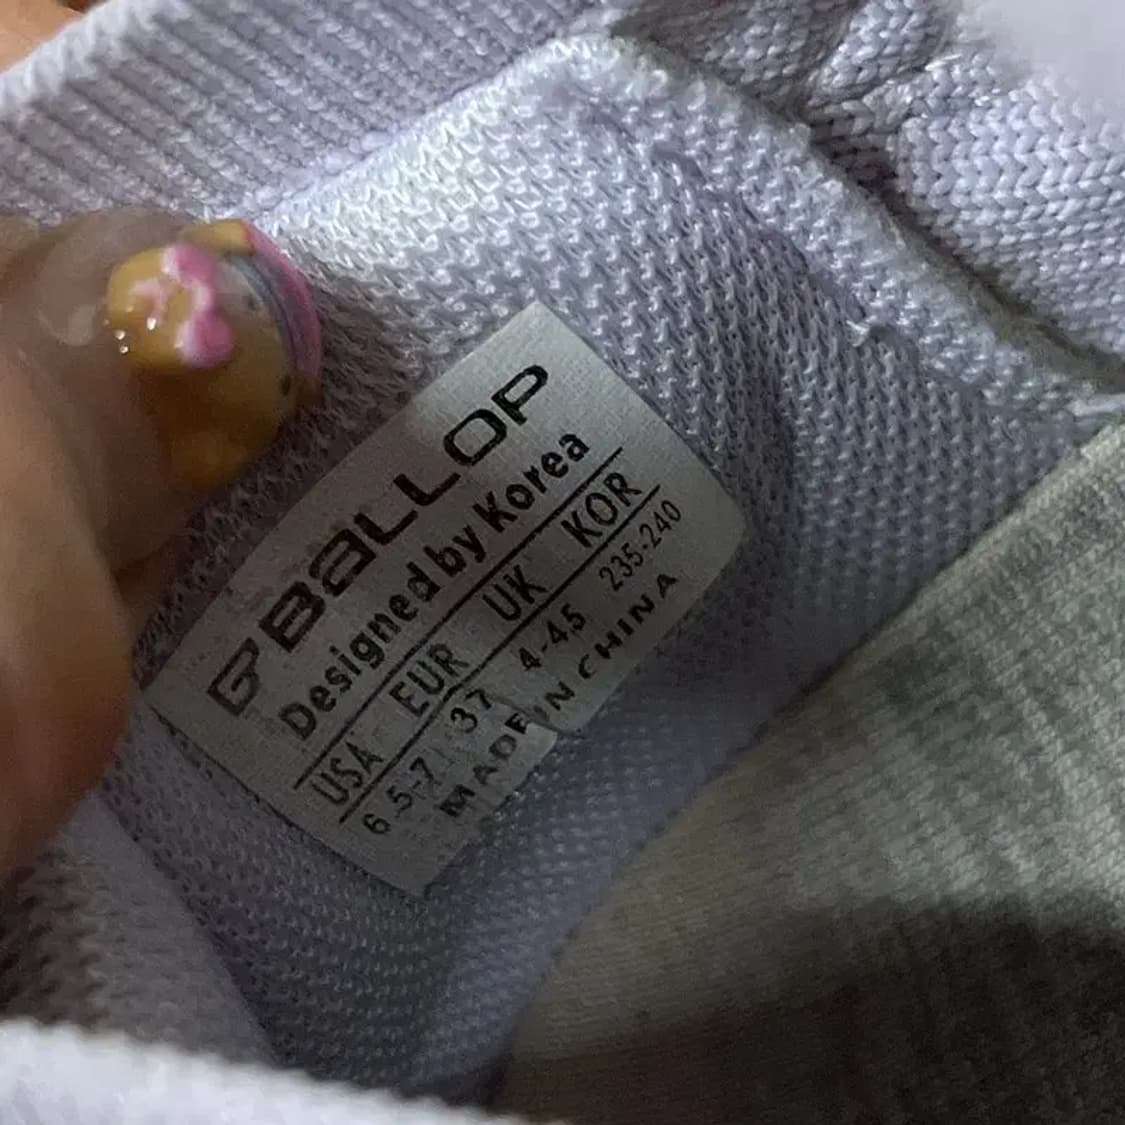 BALLOP
Designed by Korea
USA EUR UK KOR
6.5-7 37 4-4.5 235-240
MADE IN CHINA